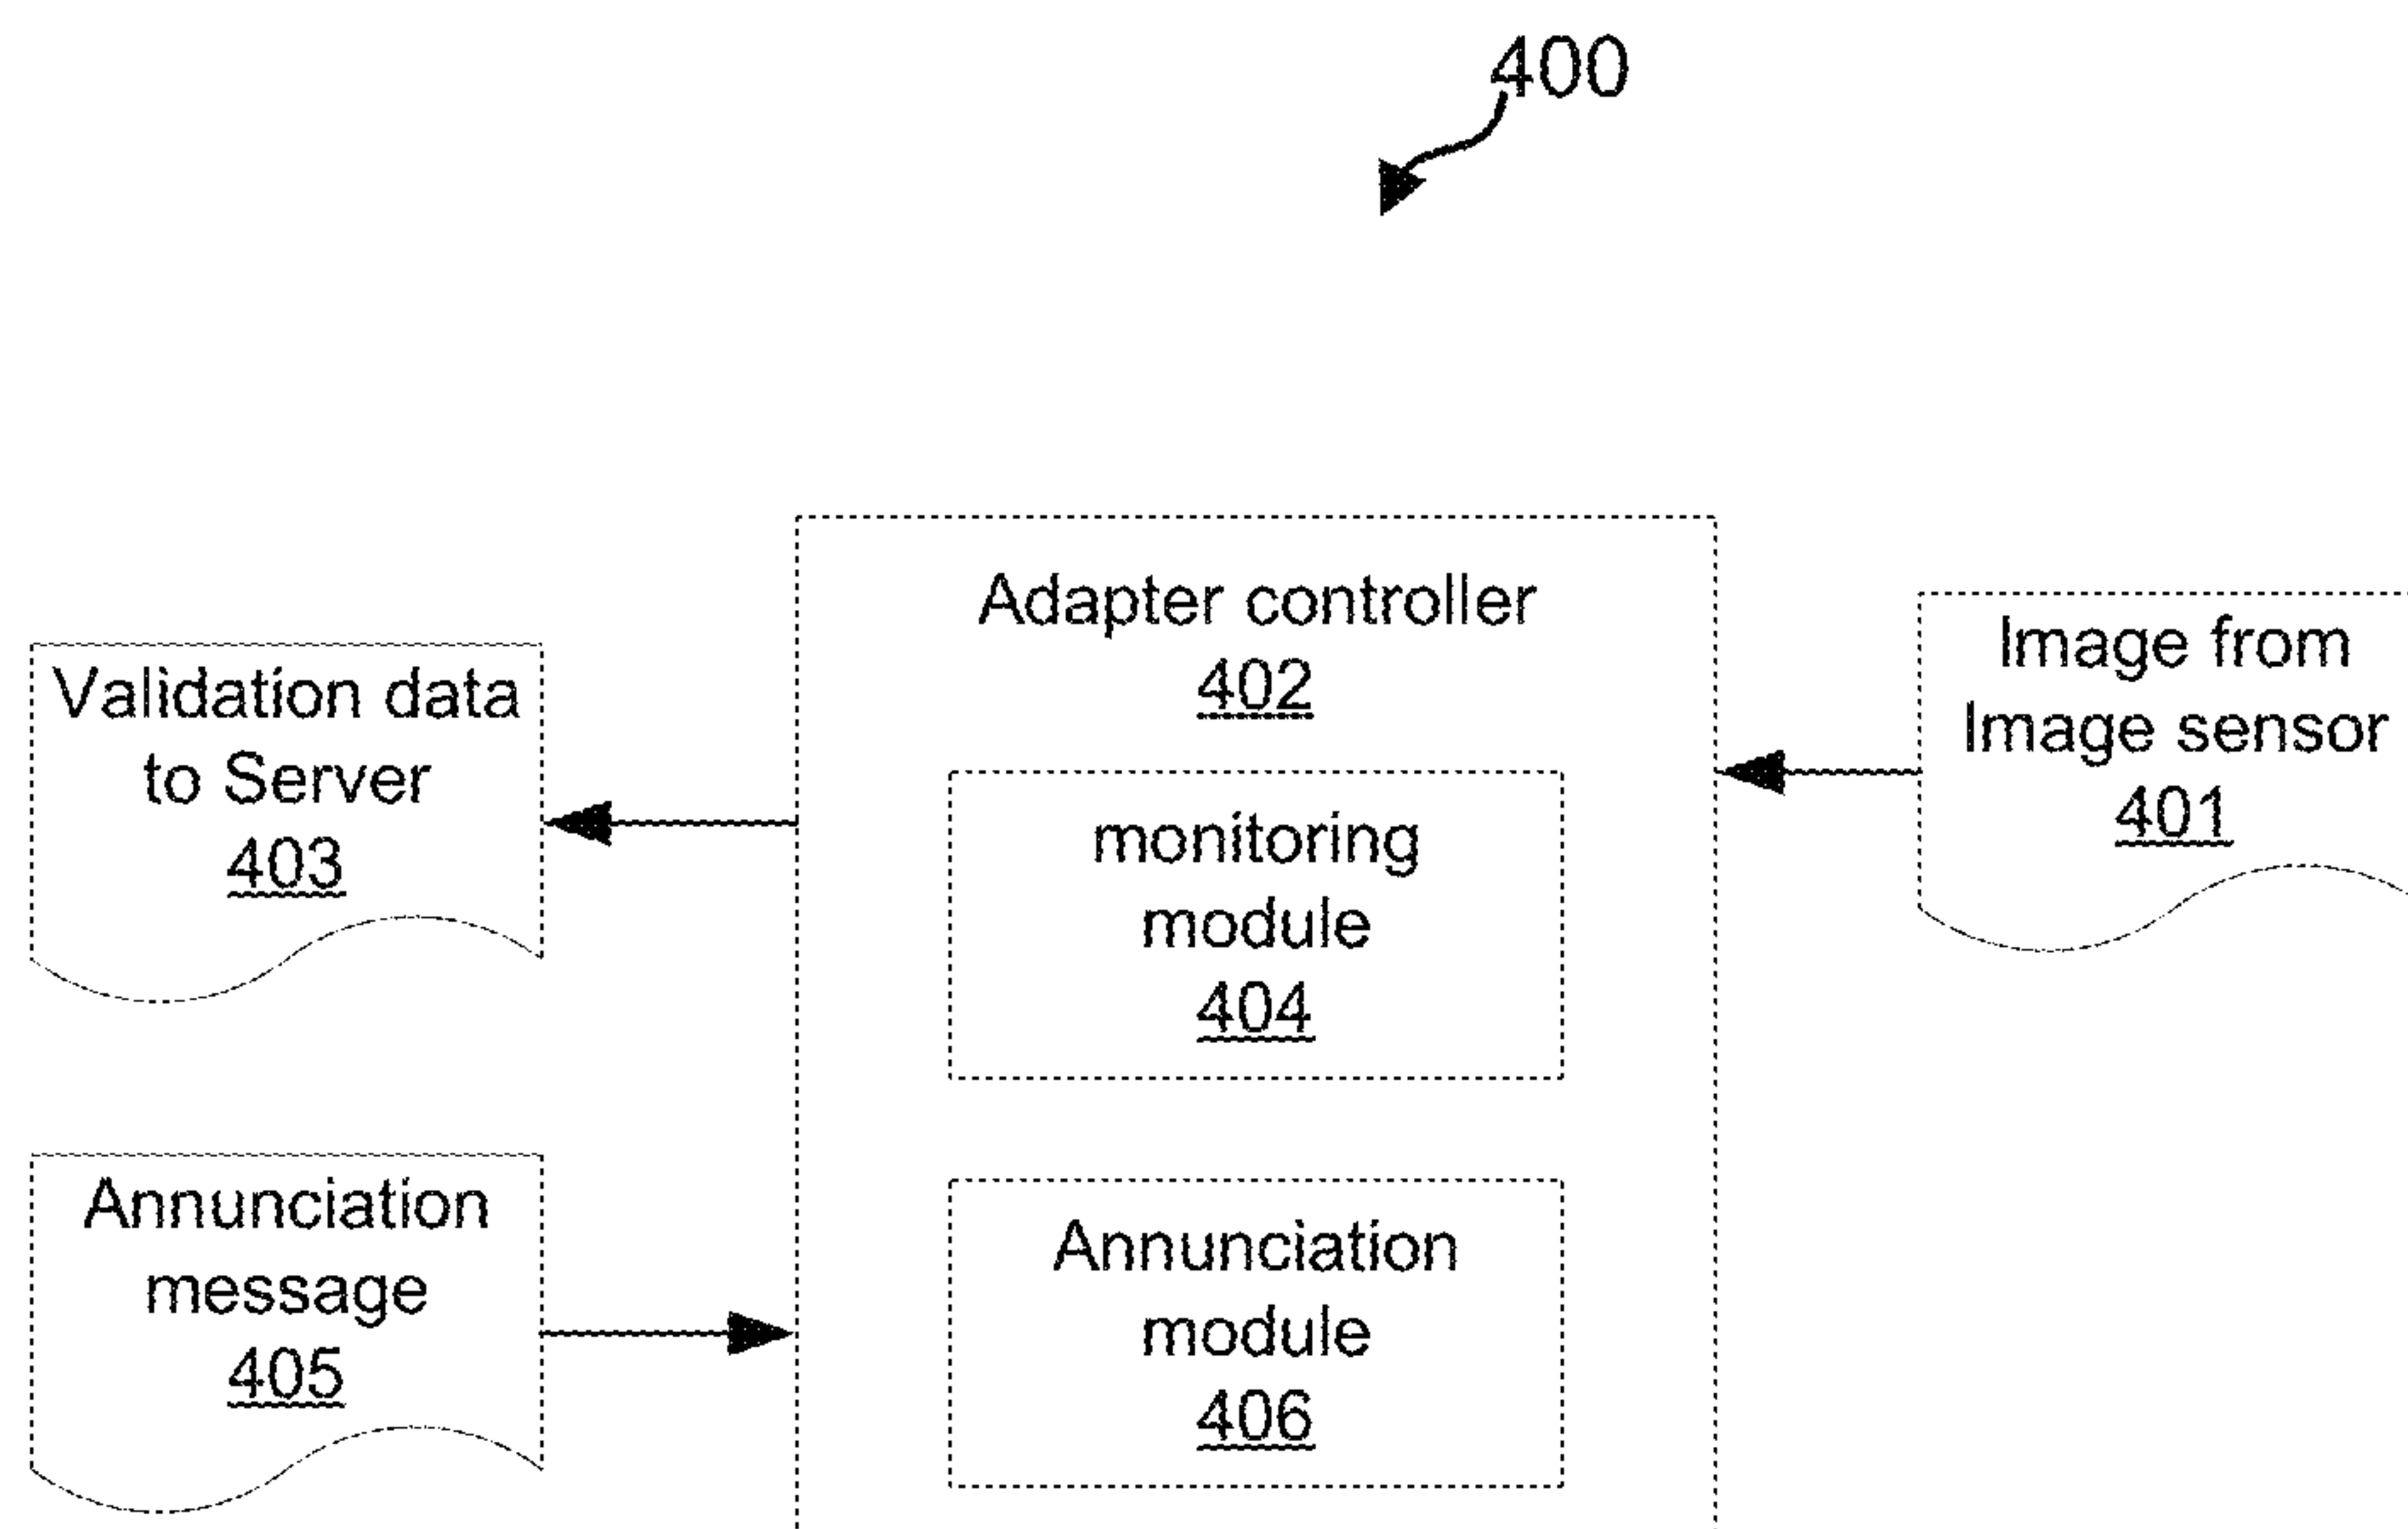 400
Adapter controller
402
Validation data
to Server
403
monitoring
module
404
Image from
Image sensor
401
Annunciation
message
405
Annunciation
module
406